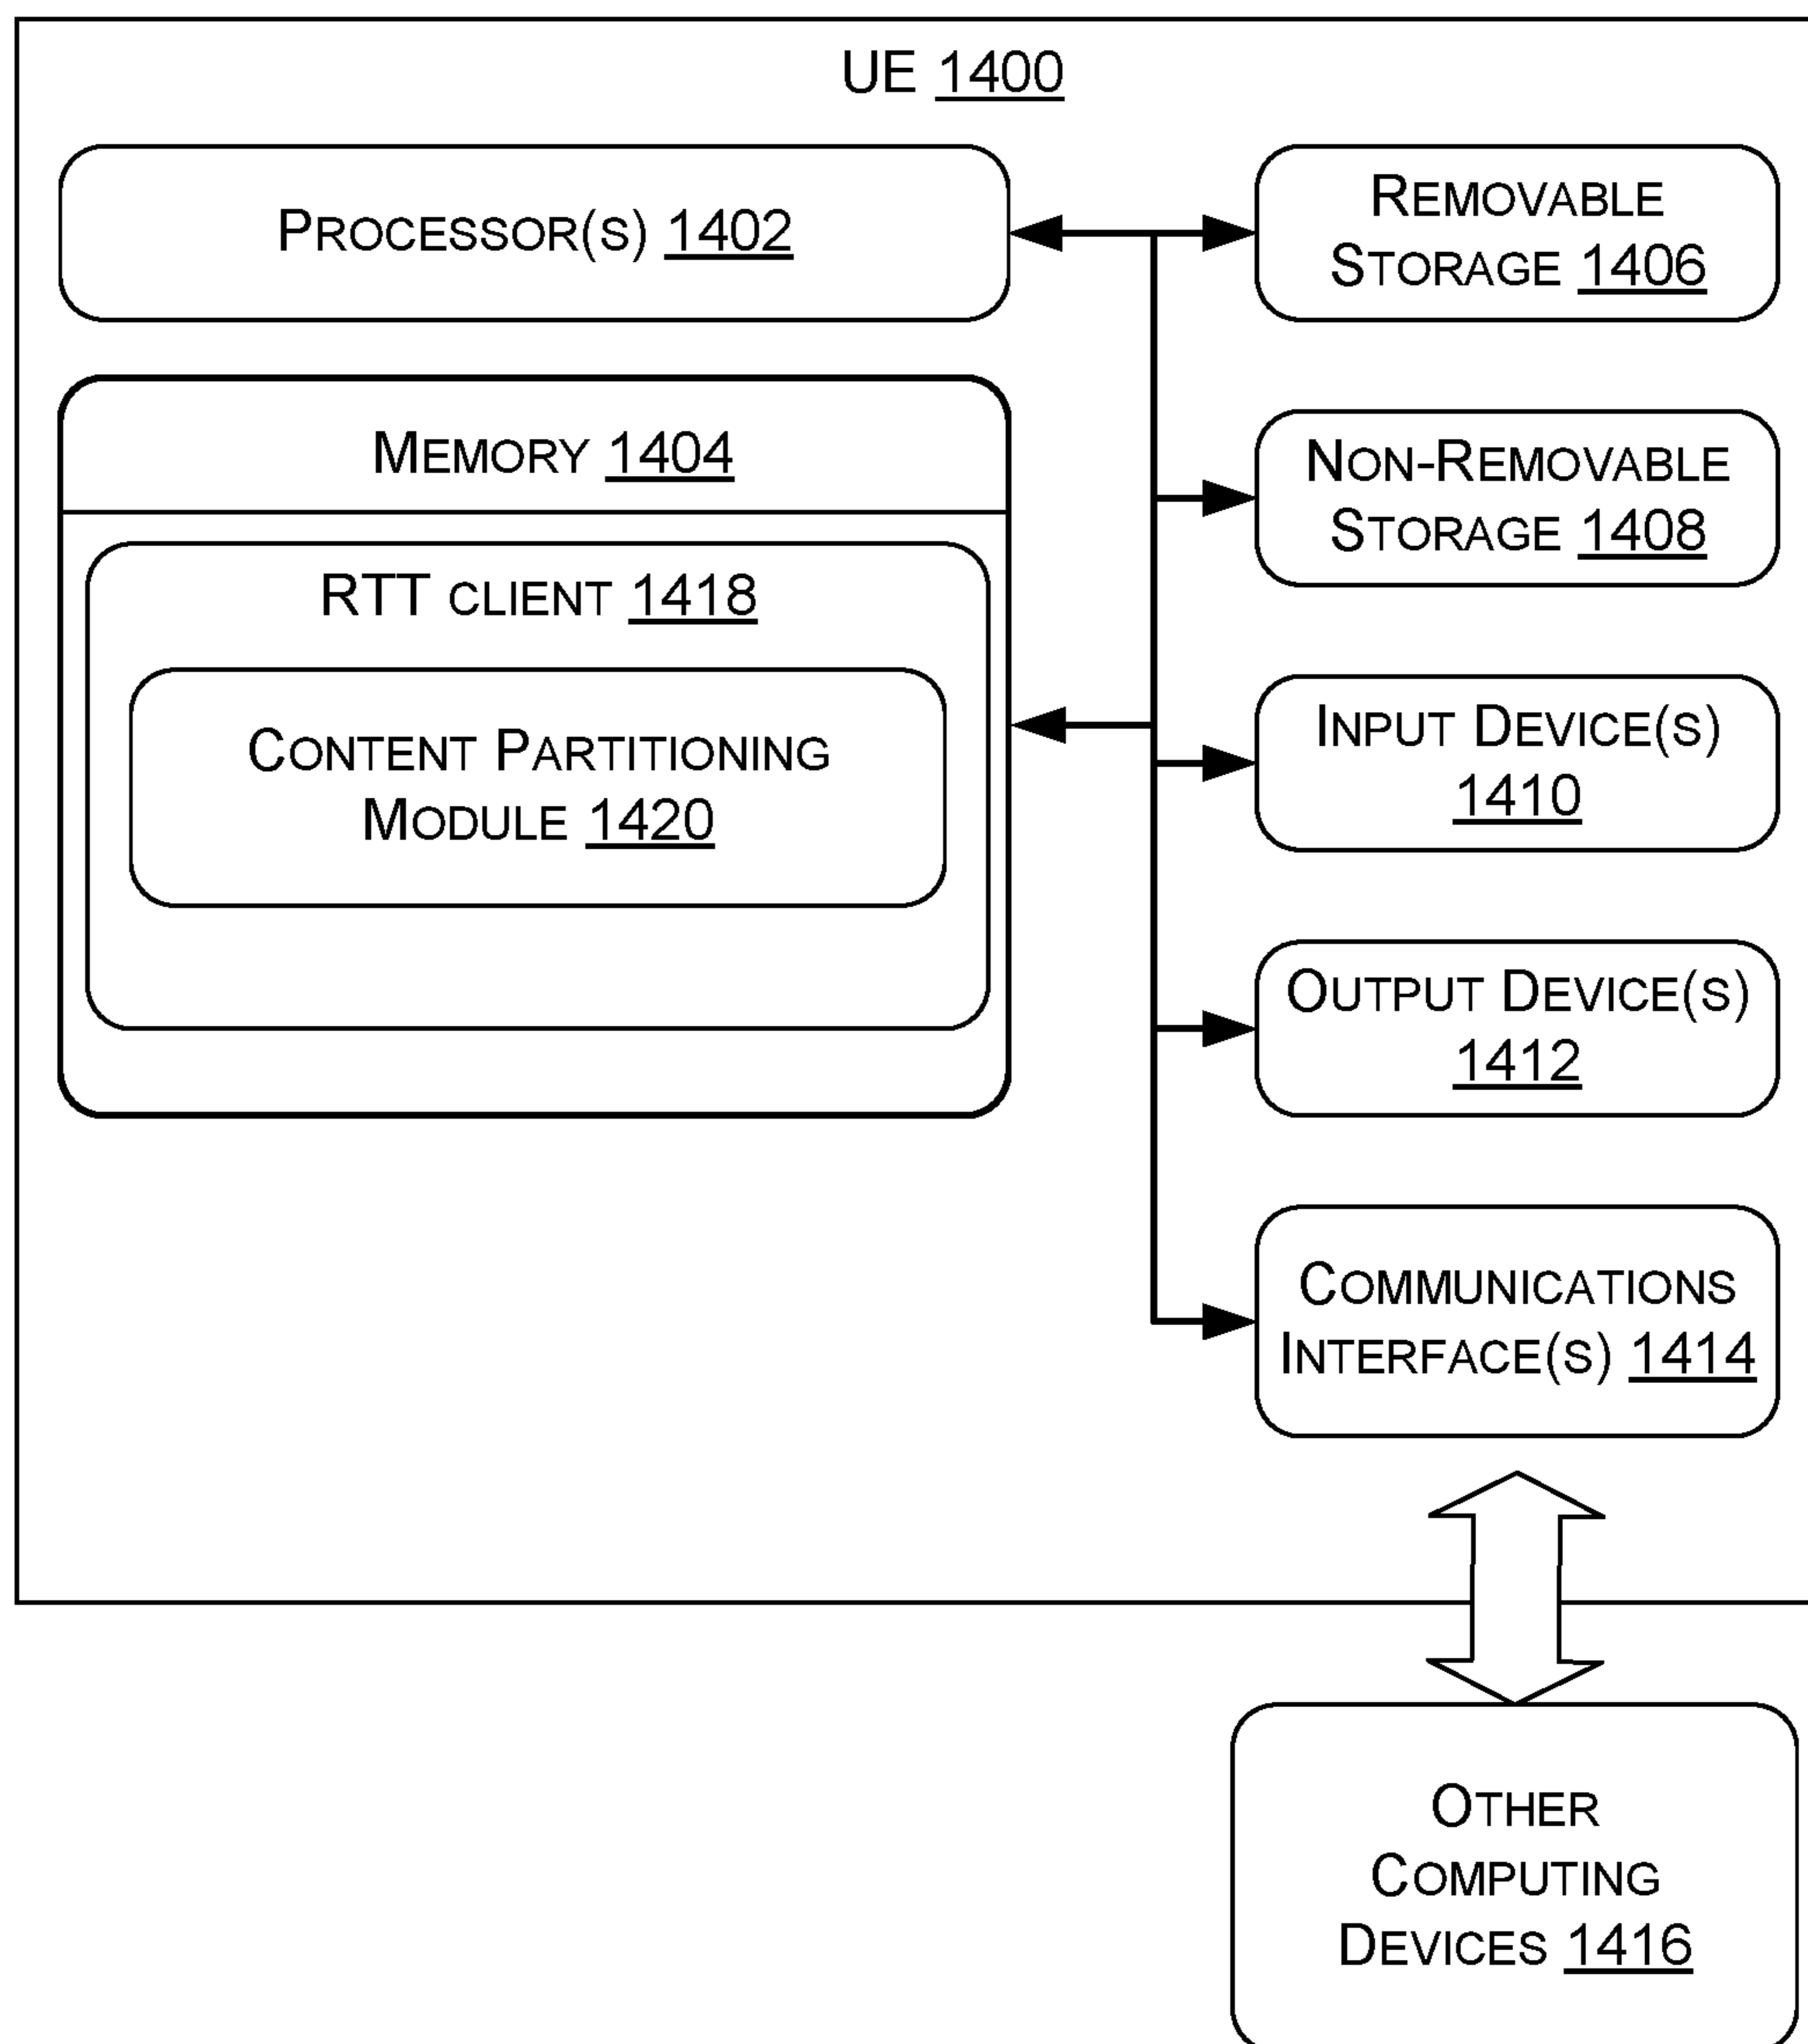 UE 1400
PROCESSOR(S) 1402
REMOVABLE
STORAGE 1406
MEMORY 1404
NON-REMOVABLE
STORAGE 1408
RTT CLIENT 1418
CONTENT PARTITIONING
MODULE 1420
INPUT DEVICE(S)
1410
OUTPUT DEVICE(S)
1412
COMMUNICATIONS
INTERFACE(S) 1414
OTHER
COMPUTING
DEVICES 1416